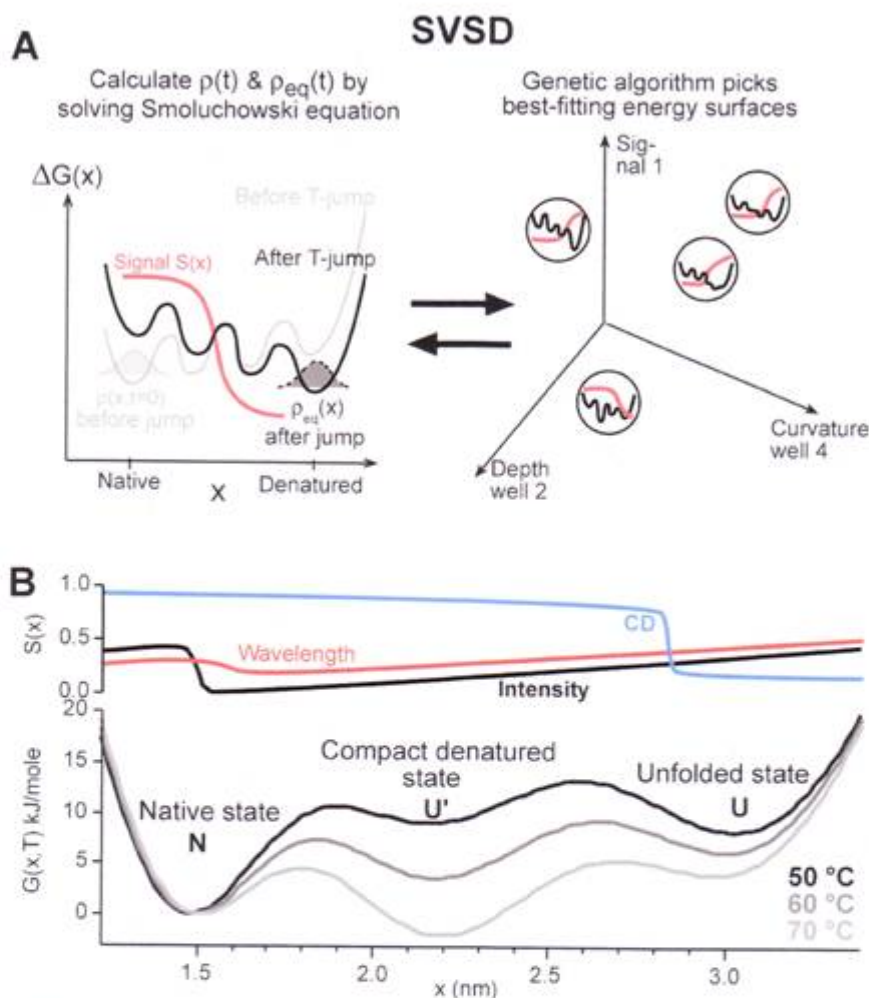 SVSD
A
Calculate ρ(t) & ρeq(t) by
solving Smoluchowski equation
Genetic algorithm picks
best-fitting energy surfaces
ΔG(x)
Before T-jump
Signal S(x)
After T-jump
ρ(x,t=0)
before jump
ρeq(x)
after jump
Native
X
Denatured
Sig-
nal 1
Curvature
well 4
Depth
well 2
B
S(x)
1.0
0.5
0.0
CD
Wavelength
Intensity
G(x,T) kJ/mole
20
15
10
5
0
Compact denatured
state
U'
Unfolded state
U
Native state
N
50 °C
60 °C
70 °C
1.5
2.0
2.5
3.0
x (nm)